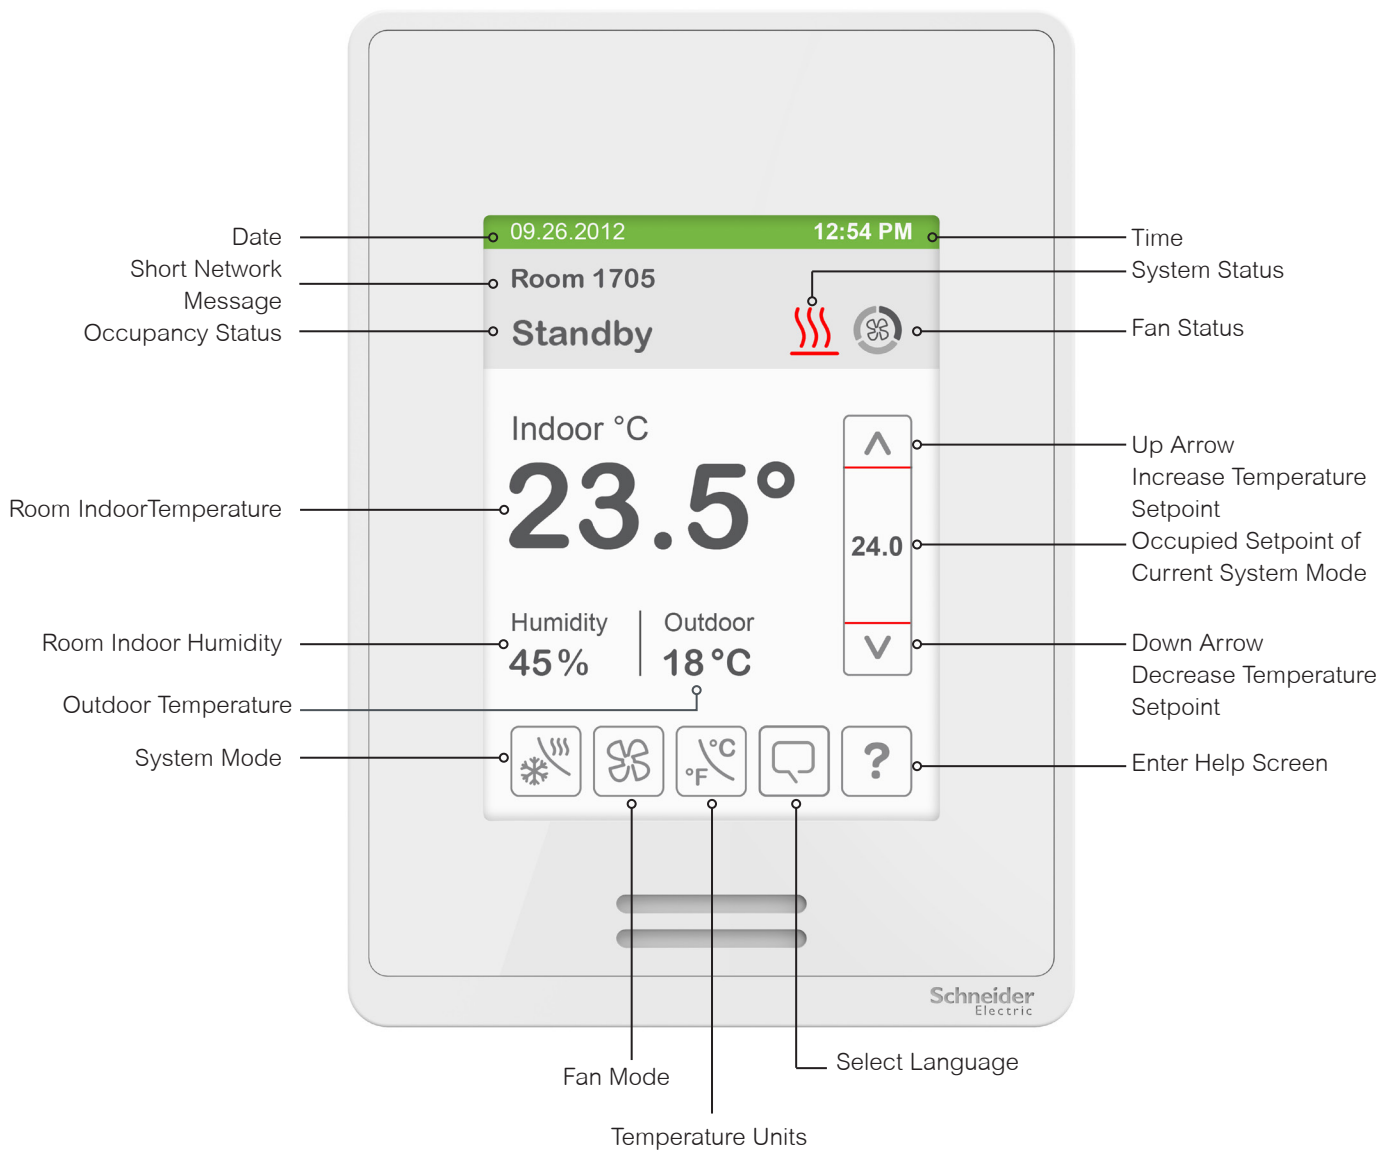 Date
Short Network
Message
Occupancy Status
Room IndoorTemperature
Room Indoor Humidity
Outdoor Temperature
System Mode
09.26.2012 12:54 PM
Room 1705
Standby
Indoor °C
23.5°
24.0
Humidity Outdoor
45% 18°C
°C
°F
?
Schneider
Electric
Time
System Status
Fan Status
Up Arrow
Increase Temperature
Setpoint
Occupied Setpoint of
Current System Mode
Down Arrow
Decrease Temperature
Setpoint
Enter Help Screen
Select Language
Fan Mode
Temperature Units